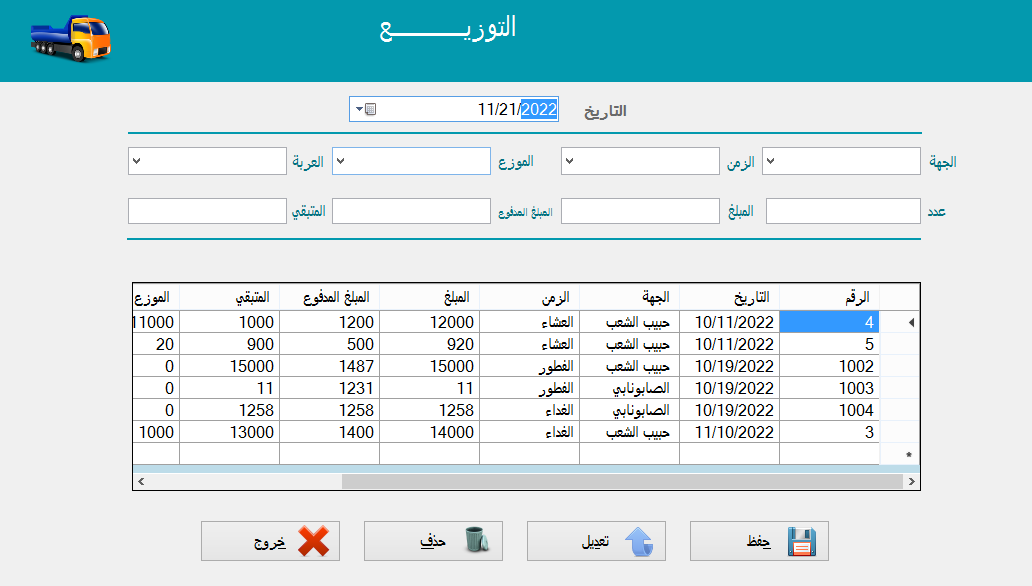 التوزيـــــــــــع
التاريخ 11/21/2022
الجهة الزمن الموزع العربة
عدد المبلغ المبلغ المدفوع المتبقي
الرقم التاريخ الجهة الزمن المبلغ المبلغ المدفوع المتبقي الموزع
4 10/11/2022 حبيب الشعب العشاء 12000 1200 1000 11000
5 10/11/2022 حبيب الشعب العشاء 920 500 900 20
1002 10/19/2022 حبيب الشعب الفطور 15000 1487 15000 0
1003 10/19/2022 الصابونابي الفطور 11 1231 11 0
1004 10/19/2022 الصابونابي الغداء 1258 1258 1258 0
3 11/10/2022 حبيب الشعب الغداء 14000 1400 13000 1000
حفظ تعديل حذف خروج